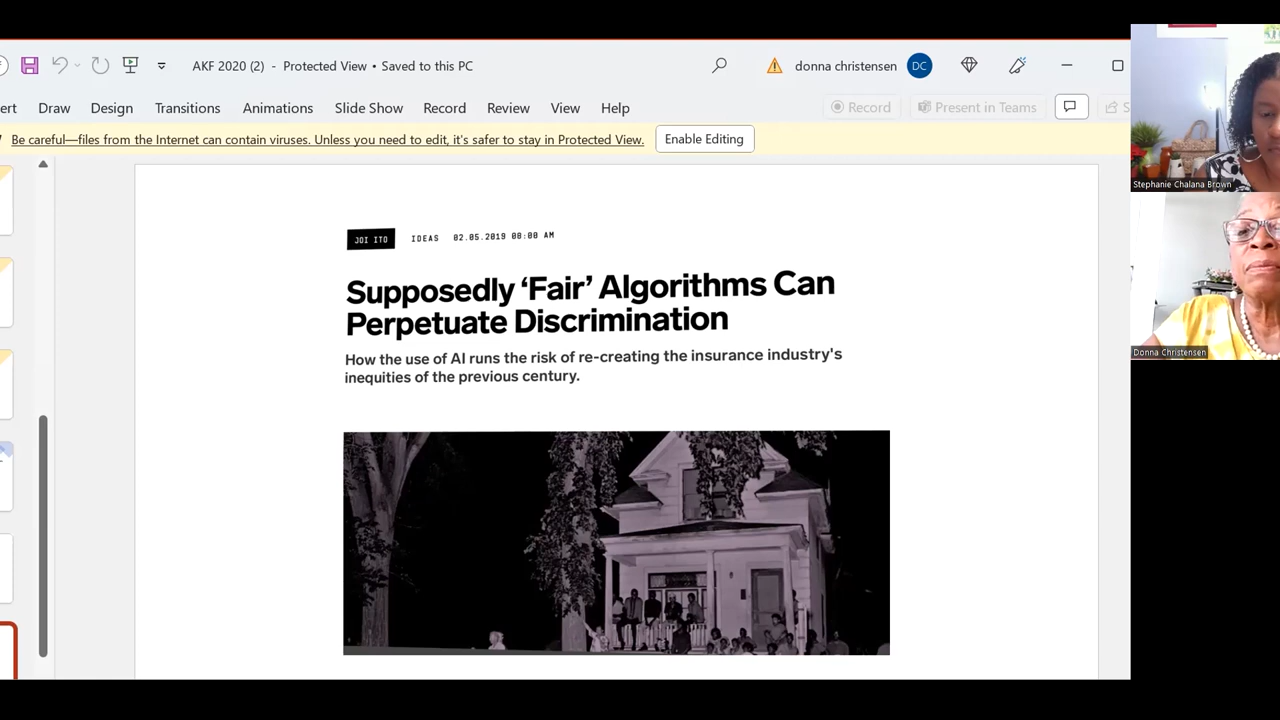 AKF 2020 (2) - Protected View • Saved to this PC
donna christensen
DC
ert Draw Design Transitions Animations Slide Show Record Review View Help
Record
Present in Teams
S
Be careful—files from the Internet can contain viruses. Unless you need to edit, it's safer to stay in Protected View.
Enable Editing
JOI ITO IDEAS 02.05.2019 08:00 AM
Supposedly ‘Fair’ Algorithms Can
Perpetuate Discrimination
How the use of AI runs the risk of re-creating the insurance industry's
inequities of the previous century.
Stephanie Chalana Brown
Donna Christensen